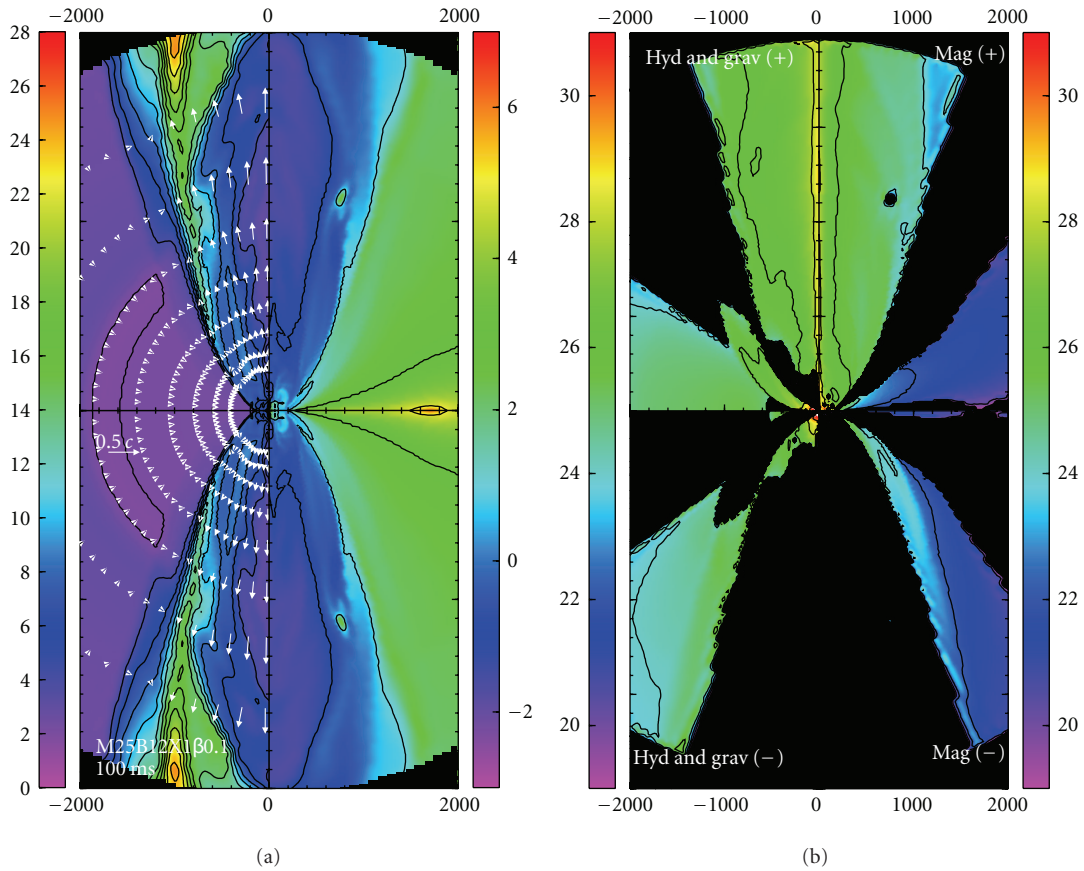 −2000 0 2000 −2000 0 1000 2000
28 26 24 22 20 18 16 14 12 10 8 6 4 2 0
6 4 2 0 −2
0.5 c
M25B12X1β0.1
100 ms
−2000 0 2000
(a)
30 28 26 24 22 20
Hyd and grav (+) Mag (+)
Hyd and grav (−) Mag (−)
30 28 26 24 22 20
−2000 −1000 0 1000 2000
(b)